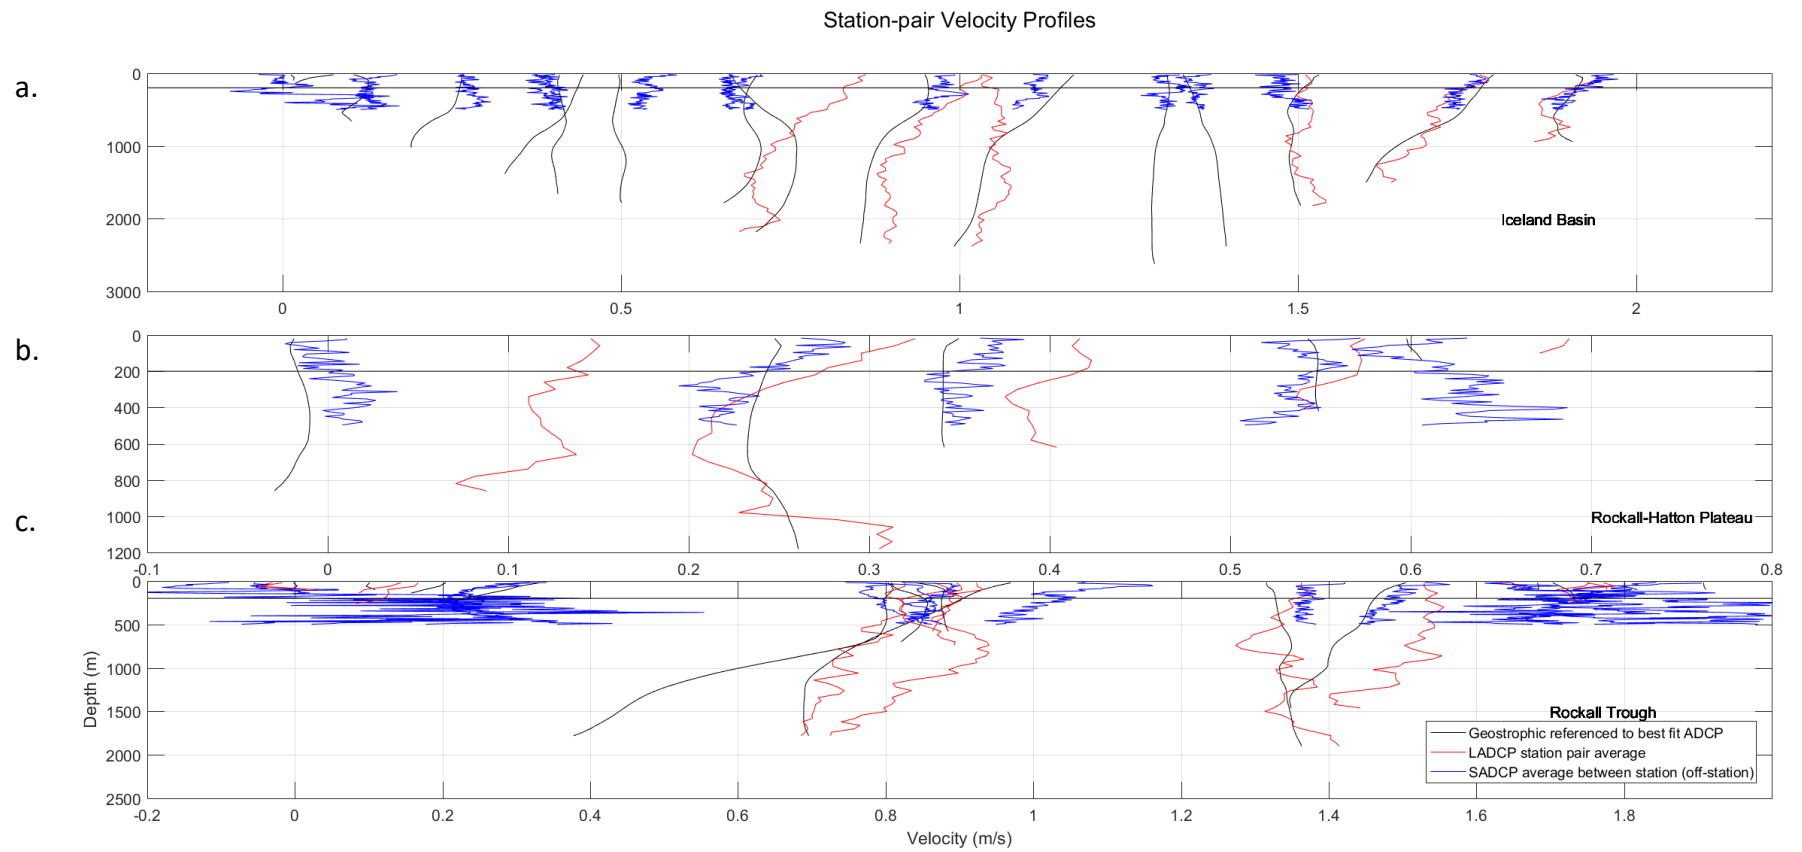 Station-pair Velocity Profiles
a.
0
1000
2000
3000
Iceland Basin
0 0.5 1 1.5 2
b.
0
200
400
600
800
1000
1200
Rockall-Hatton Plateau
-0.1 0 0.1 0.2 0.3 0.4 0.5 0.6 0.7 0.8
c.
0
500
1000
1500
2000
2500
Depth (m)
Rockall Trough
Geostrophic referenced to best fit ADCP
LADCP station pair average
SADCP average between station (off-station)
-0.2 0 0.2 0.4 0.6 0.8 1 1.2 1.4 1.6 1.8
Velocity (m/s)